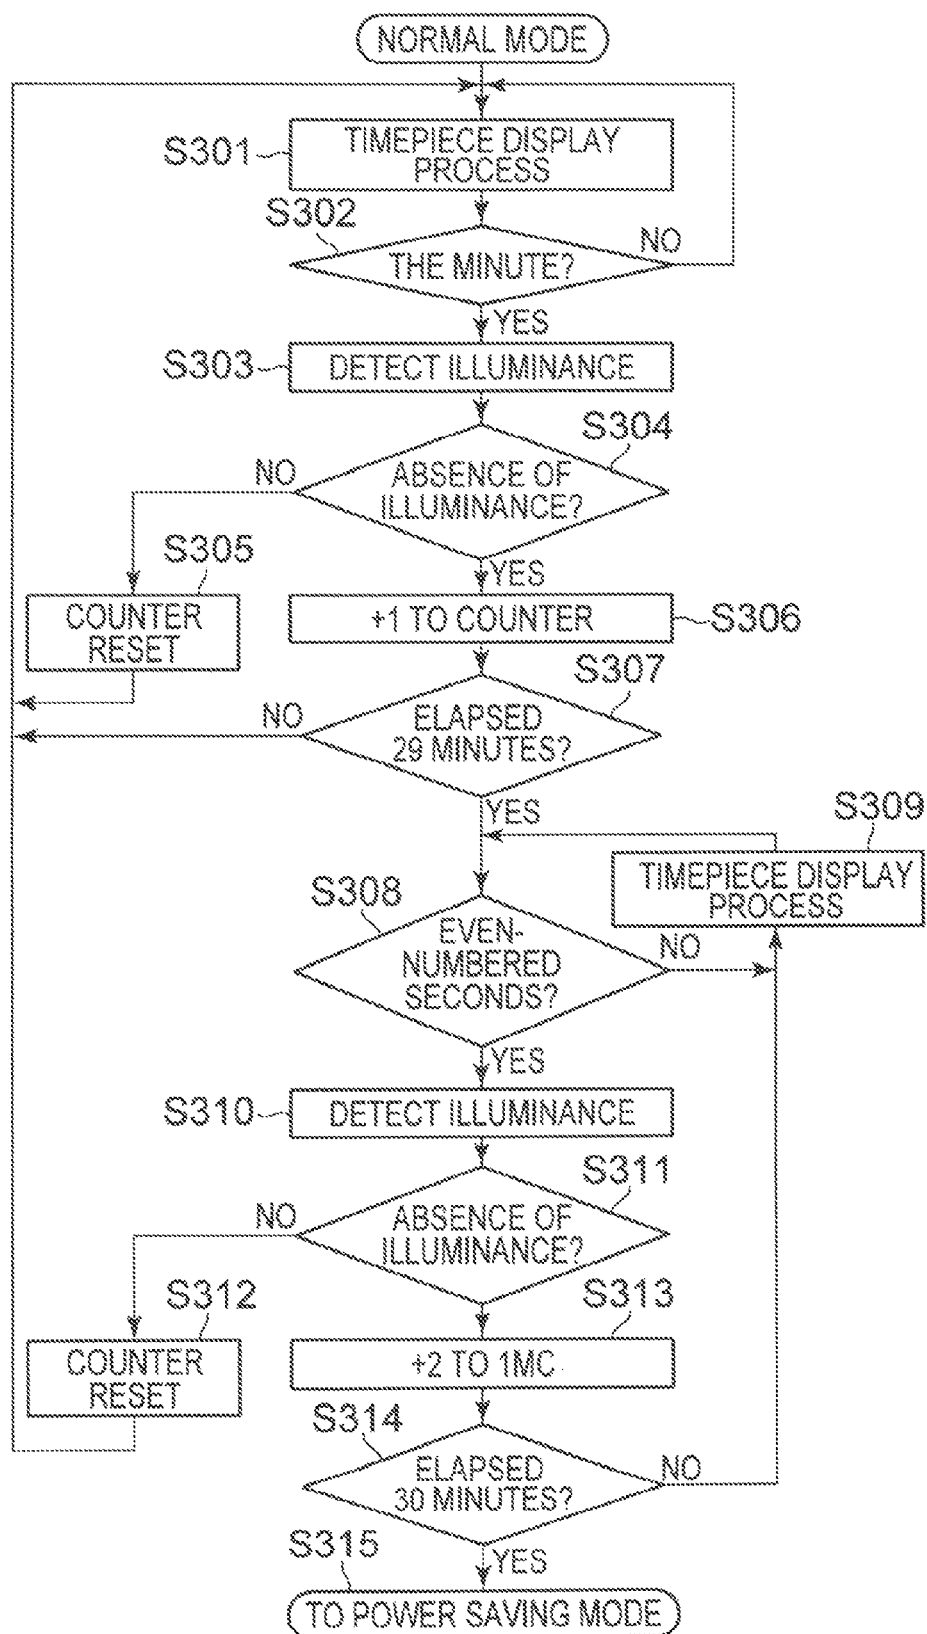 NORMAL MODE
S301
TIMEPIECE DISPLAY
PROCESS
S302
THE MINUTE?
NO
YES
S303
DETECT ILLUMINANCE
S304
ABSENCE OF
ILLUMINANCE?
NO
YES
S305
COUNTER
RESET
+1 TO COUNTER
S306
S307
ELAPSED
29 MINUTES?
NO
YES
S309
TIMEPIECE DISPLAY
PROCESS
S308
EVEN-
NUMBERED
SECONDS?
NO
YES
S310
DETECT ILLUMINANCE
S311
ABSENCE OF
ILLUMINANCE?
NO
S312
COUNTER
RESET
S313
+2 TO 1MC
S314
ELAPSED
30 MINUTES?
NO
YES
S315
TO POWER SAVING MODE